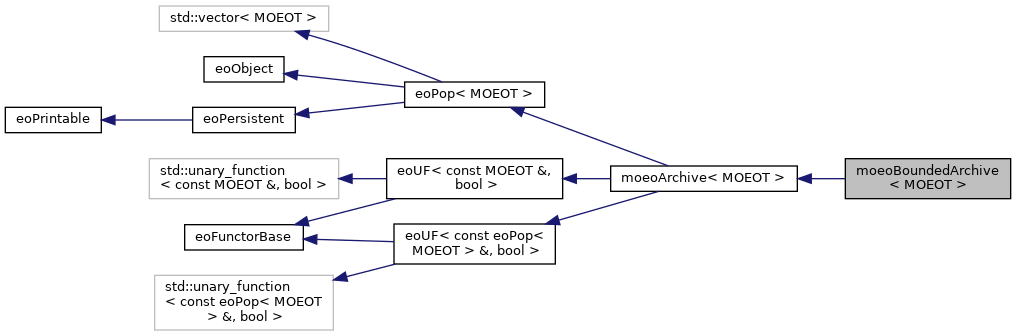 std::vector< MOEOT >
eoObject
eoPop< MOEOT >
eoPrintable
eoPersistent
std::unary_function
< const MOEOT &, bool >
eoUF< const MOEOT &,
bool >
moeoArchive< MOEOT >
moeoBoundedArchive
< MOEOT >
eoFunctorBase
eoUF< const eoPop<
MOEOT > &, bool >
std::unary_function
< const eoPop< MOEOT
> &, bool >